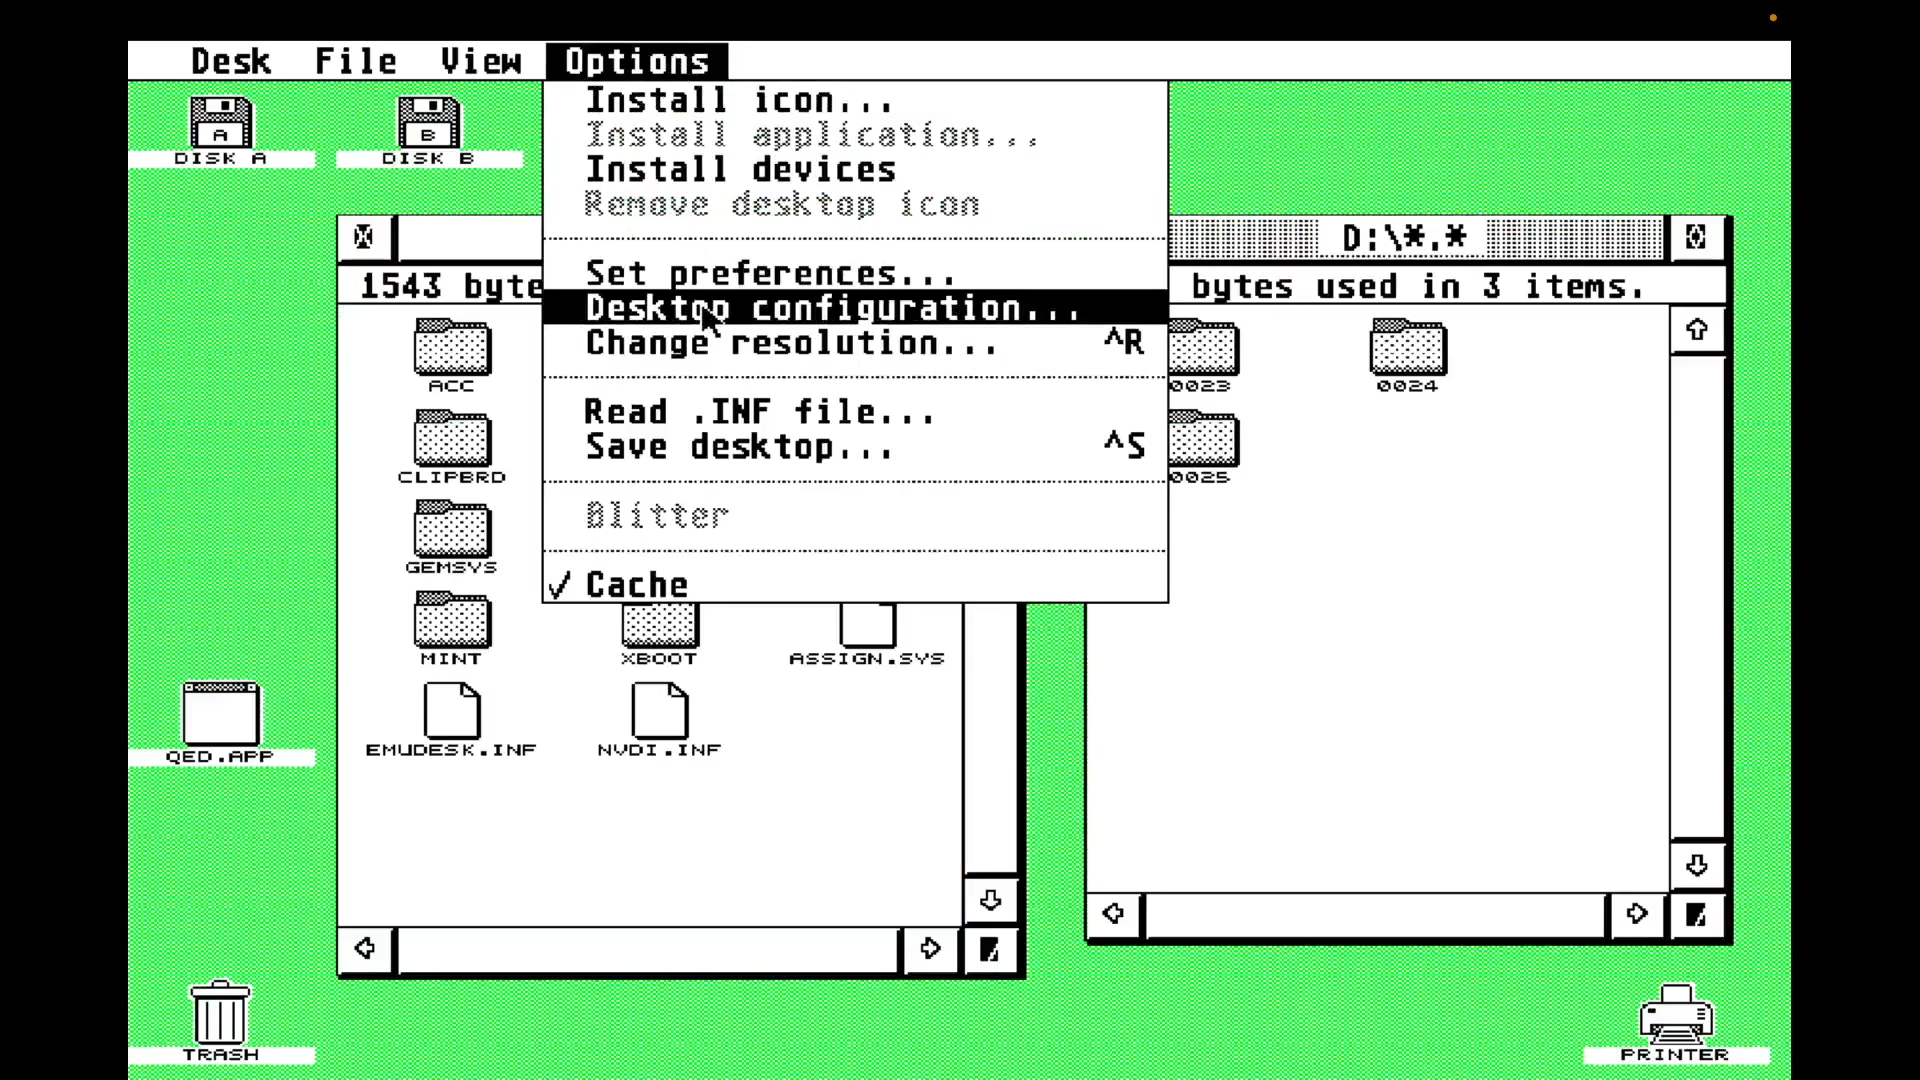 Desk File View Options
A
DISK A
B
DISK B
Install icon...
Install application...
Install devices
Remove desktop icon
Set preferences...
Desktop configuration...
Change resolution... ^R
Read .INF file...
Save desktop... ^S
Blitter
✓ Cache
1543 byte
ACC
CLIPBRD
GEMSYS
MINT
XBOOT
ASSIGN.SYS
EMUDESK.INF
NVDI.INF
D:\*.*
bytes used in 3 items.
0023
0024
0025
QED.APP
TRASH
PRINTER